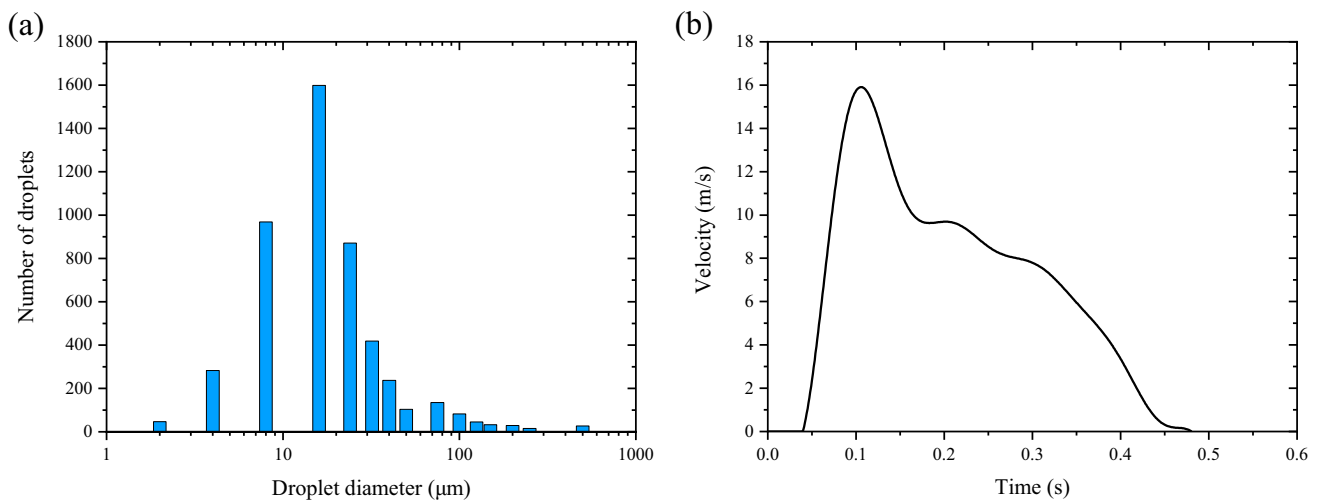 (a)
1800
1600
1400
1200
1000
800
600
400
200
0
Number of droplets
1 10 100 1000
Droplet diameter (μm)
(b)
18
16
14
12
10
8
6
4
2
0
Velocity (m/s)
0.0 0.1 0.2 0.3 0.4 0.5 0.6
Time (s)